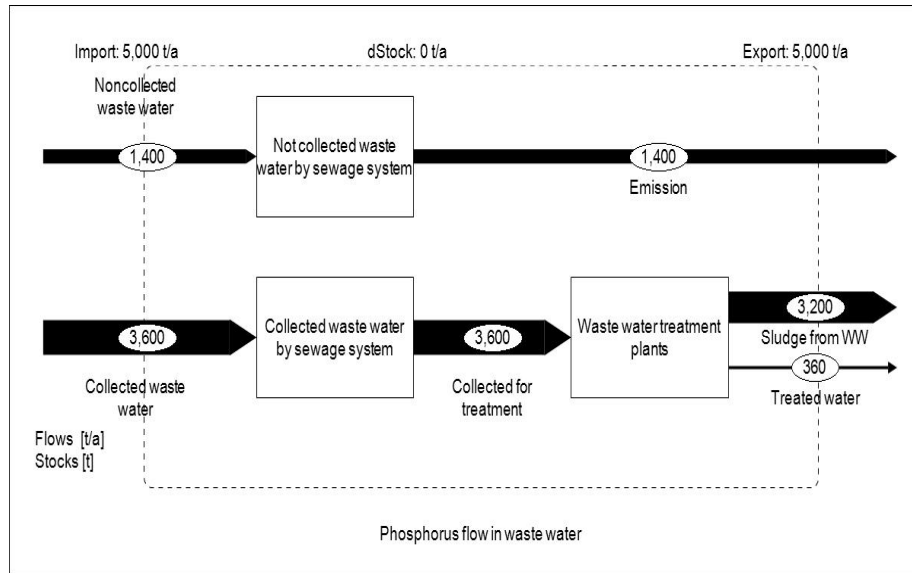 Import: 5,000 t/a
dStock: 0 t/a
Export: 5,000 t/a
Noncollected
waste water
1,400
Not collected waste
water by sewage system
1,400
Emission
3,600
Collected waste
water
Collected waste water
by sewage system
3,600
Collected for
treatment
Waste water treatment
plants
3,200
Sludge from WW
360
Treated water
Flows [t/a]
Stocks [t]
Phosphorus flow in waste water